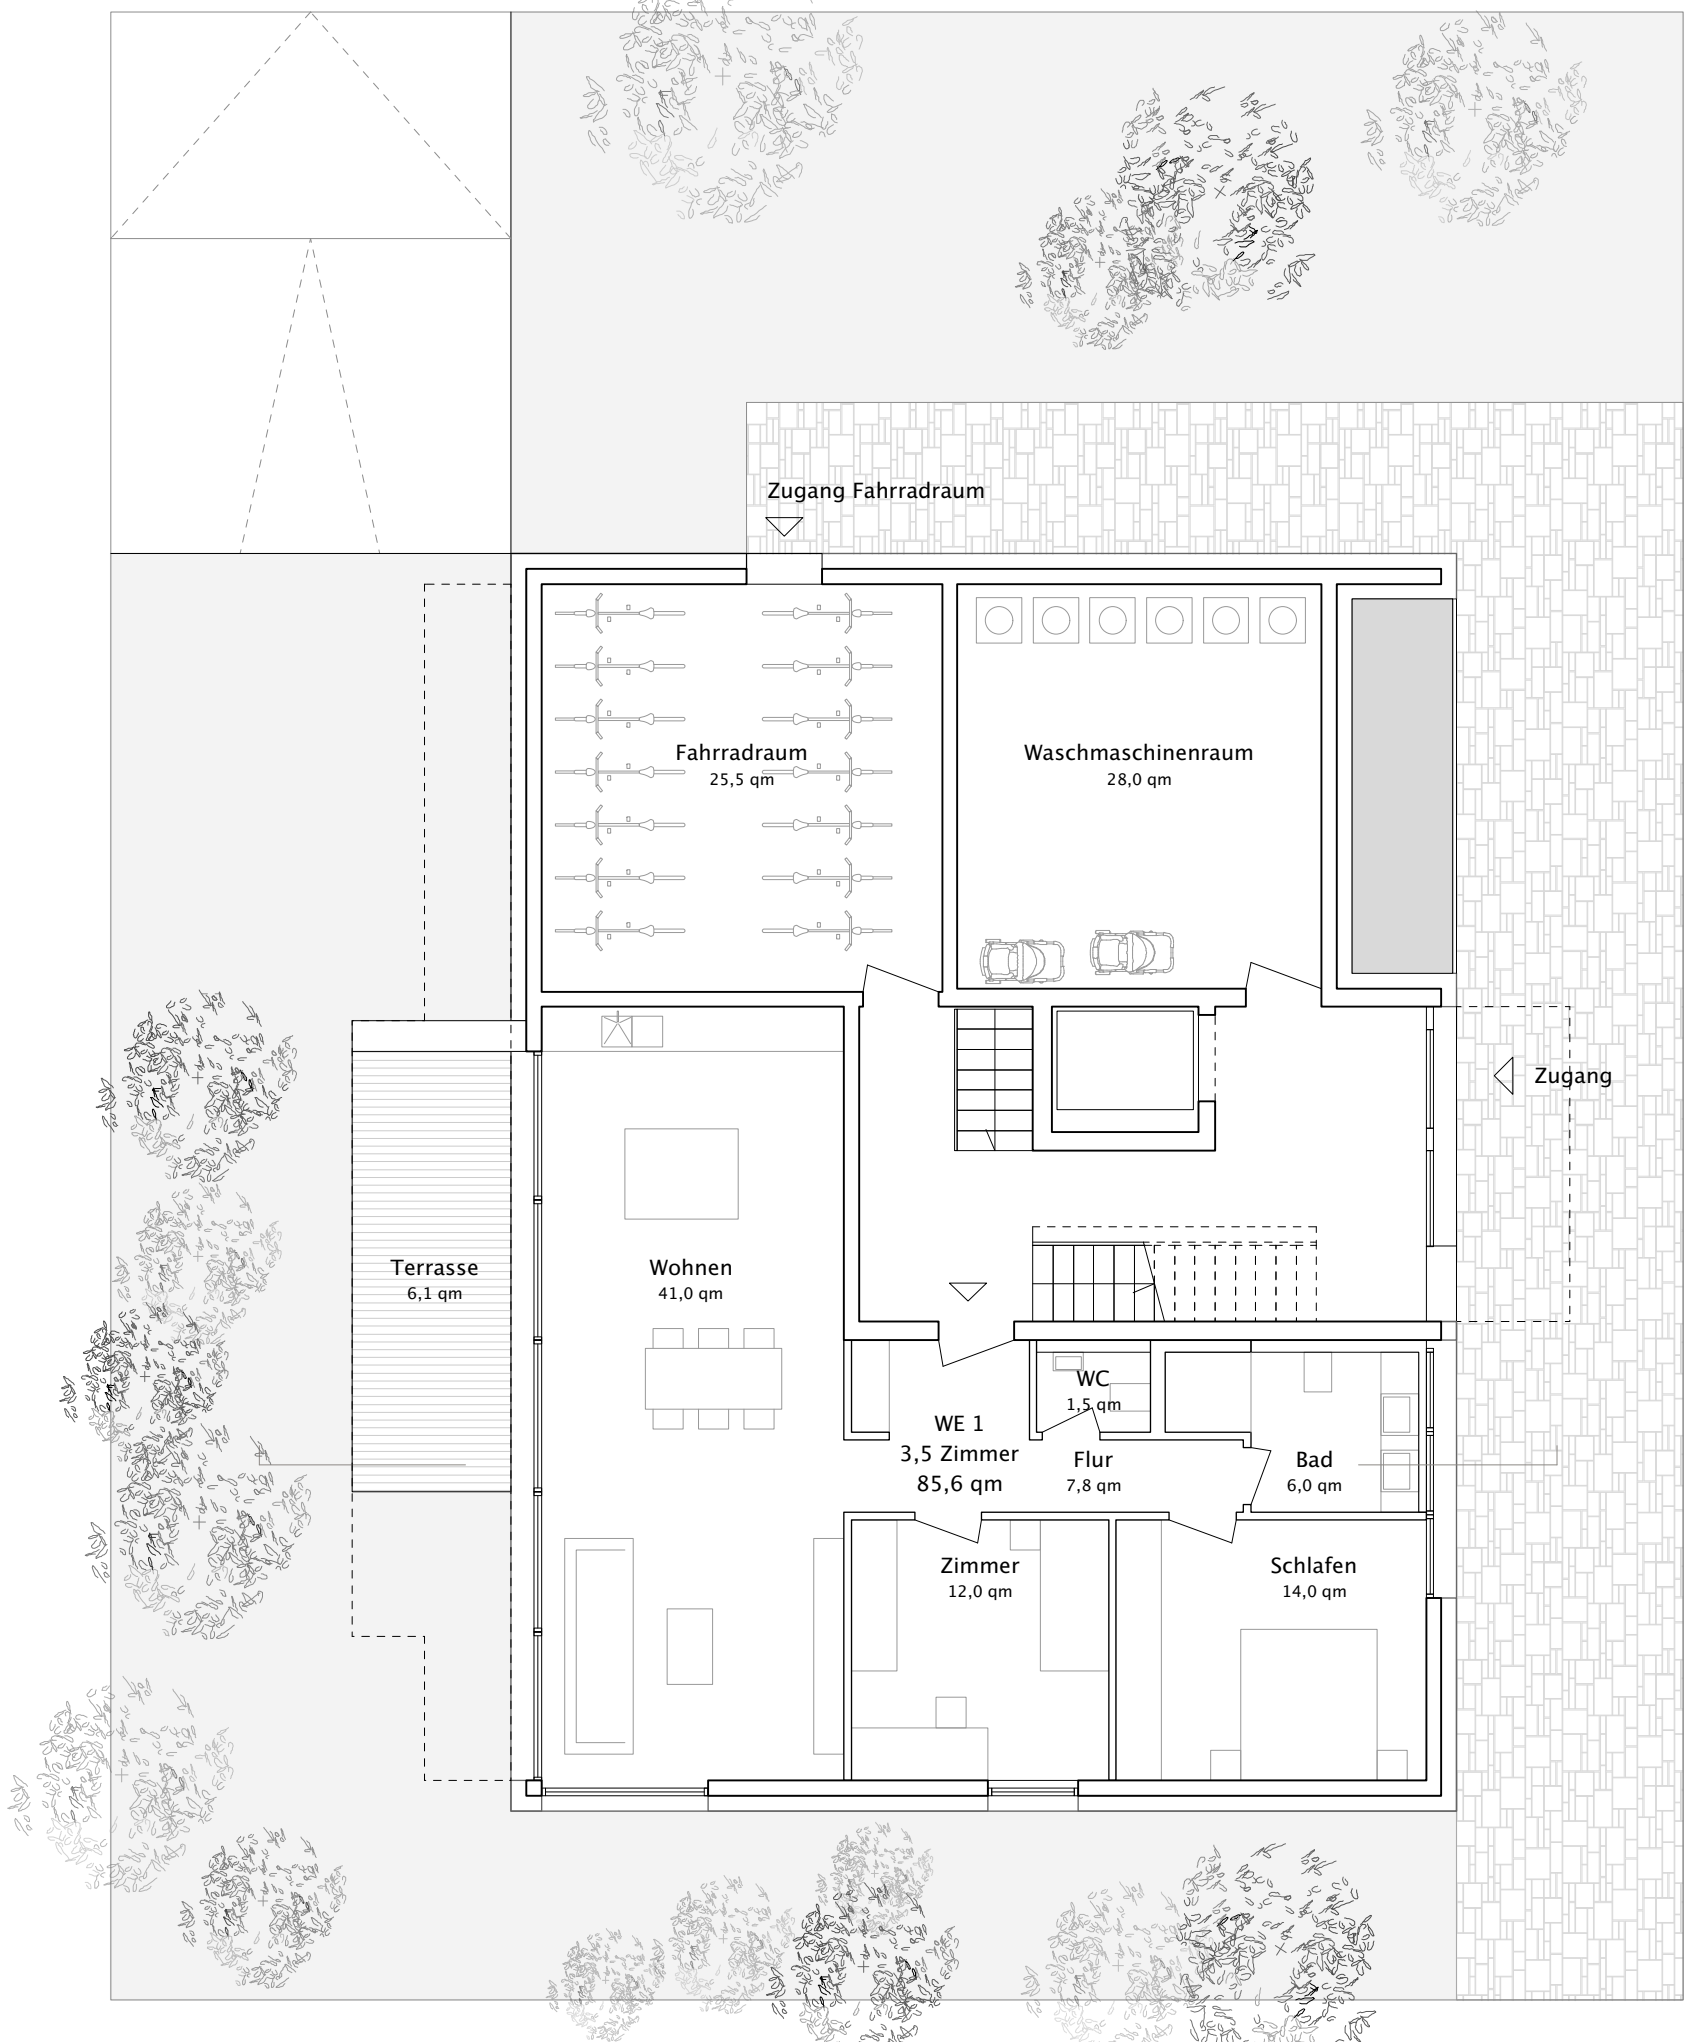 Zugang Fahrradraum
Fahrradraum
25,5 qm
Waschmaschinenraum
28,0 qm
Zugang
Terrasse
6,1 qm
Wohnen
41,0 qm
WC
1,5 qm
WE 1
3,5 Zimmer
85,6 qm
Flur
7,8 qm
Bad
6,0 qm
Zimmer
12,0 qm
Schlafen
14,0 qm